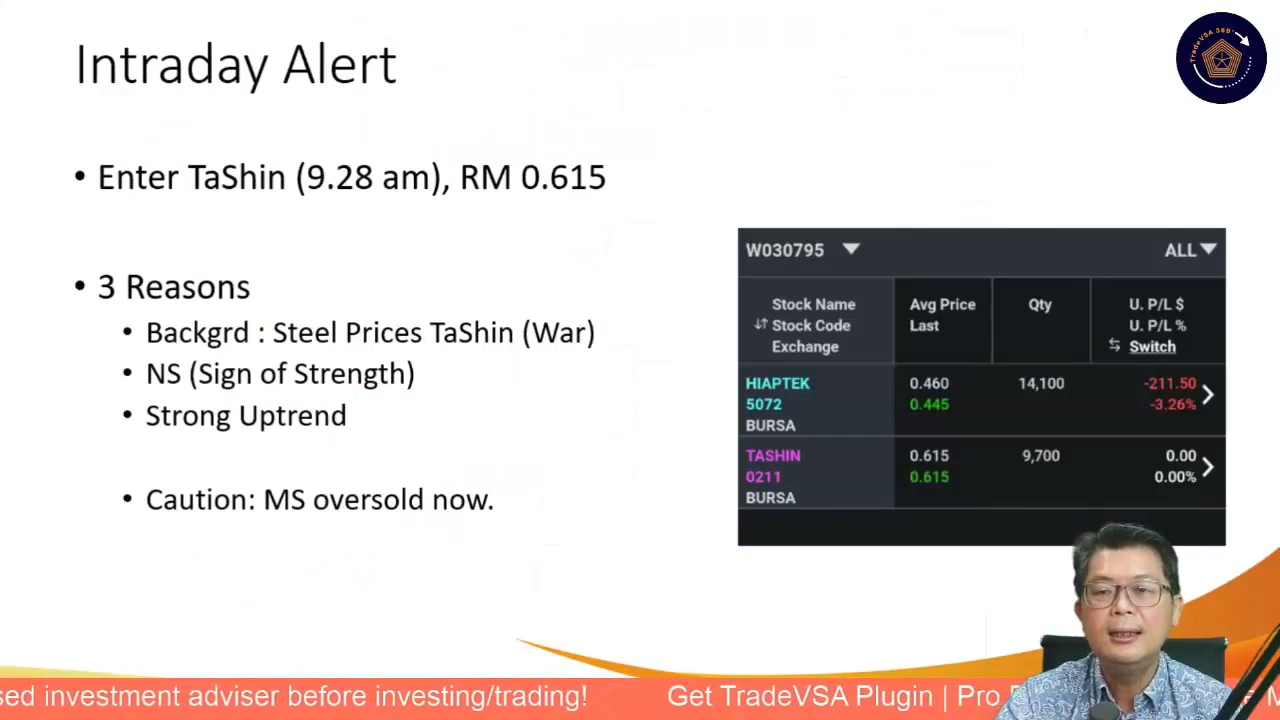 Intraday Alert
TradeVSA 360°
• Enter TaShin (9.28 am), RM 0.615
• 3 Reasons
• Backgrd : Steel Prices TaShin (War)
• NS (Sign of Strength)
• Strong Uptrend
• Caution: MS oversold now.
W030795 ALL
Stock Name Avg Price Qty U. P/L $
Stock Code Last U. P/L %
Exchange Switch
HIAPTEK 0.460 14,100 -211.50
5072 0.445 -3.26%
BURSA
TASHIN 0.615 9,700 0.00
0211 0.615 0.00%
BURSA
sed investment adviser before investing/trading! Get TradeVSA Plugin | Pro